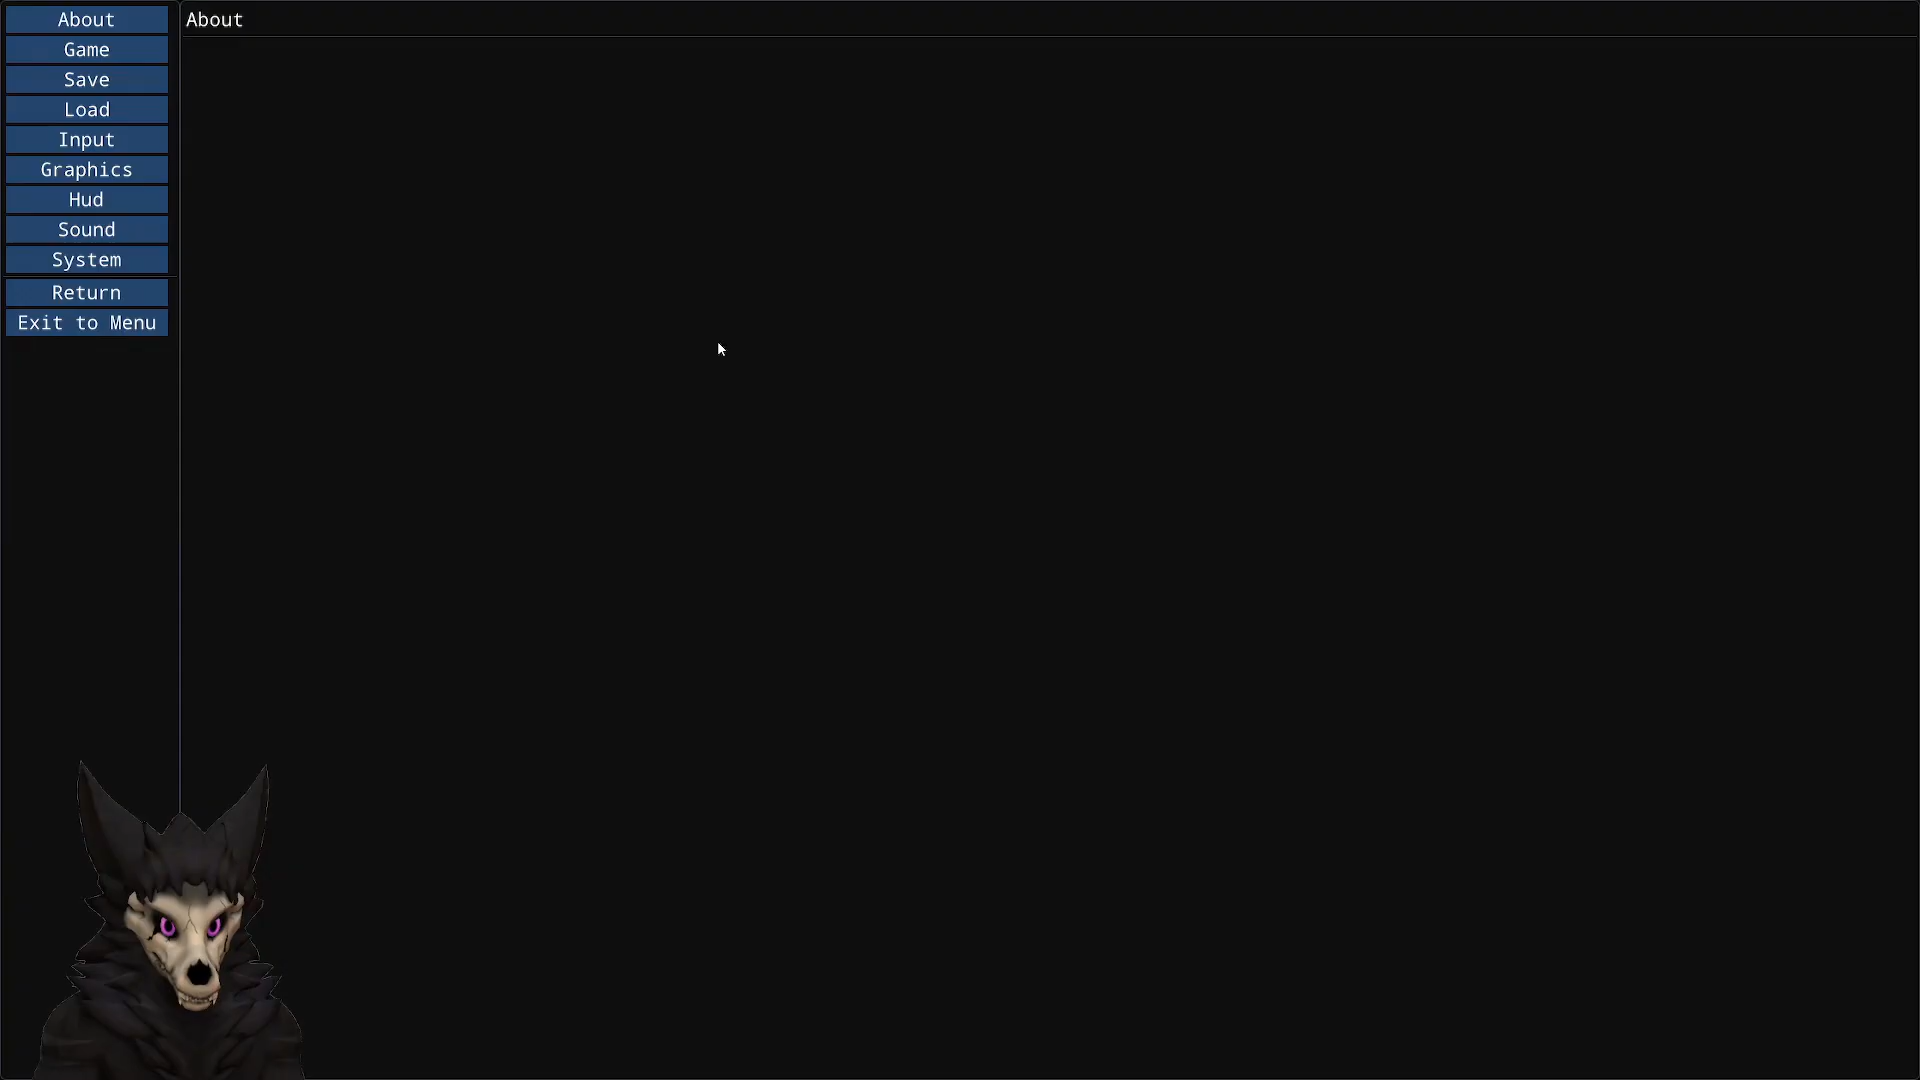 About
Game
Save
Load
Input
Graphics
Hud
Sound
System
Return
Exit to Menu
About